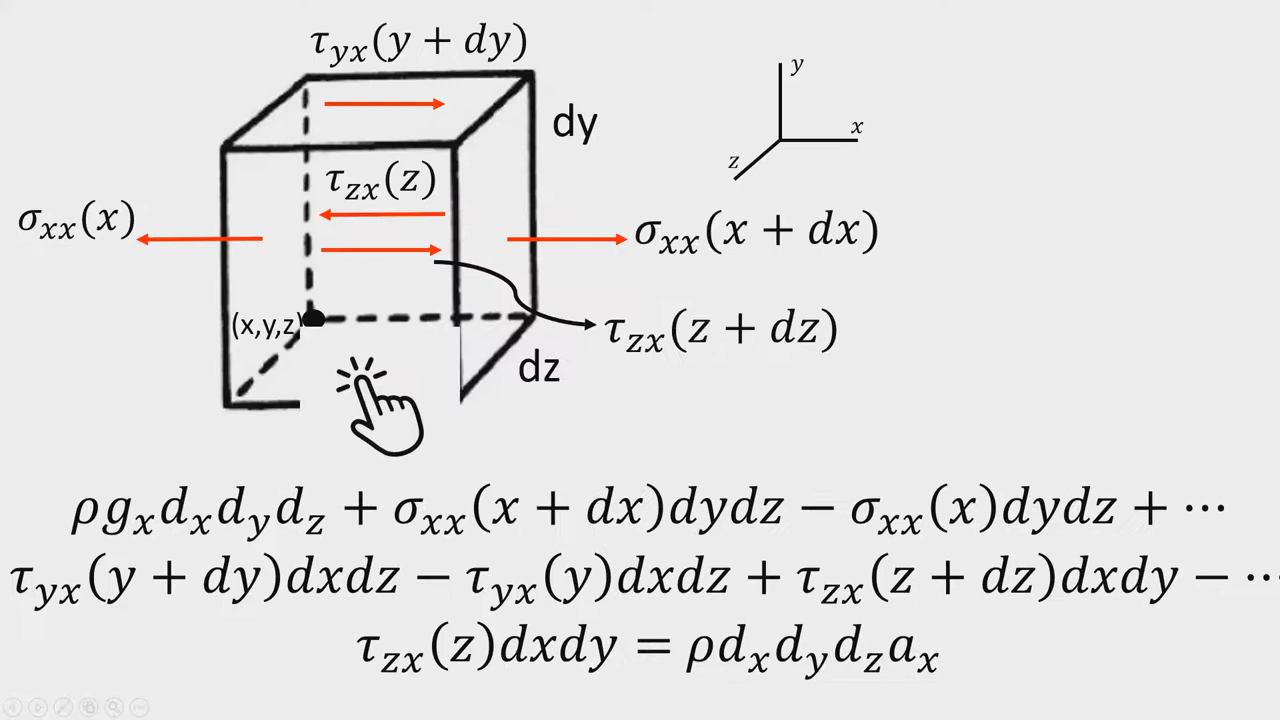 τyx(y + dy)
y
x
z
dy
τzx(z)
σxx(x)
σxx(x + dx)
(x,y,z)
τzx(z + dz)
dz
ρgxdxdydz + σxx(x + dx)dydz − σxx(x)dydz + ⋯
τyx(y + dy)dxdz − τyx(y)dxdz + τzx(z + dz)dxdy − ⋯
τzx(z)dxdy = ρdxdydzax